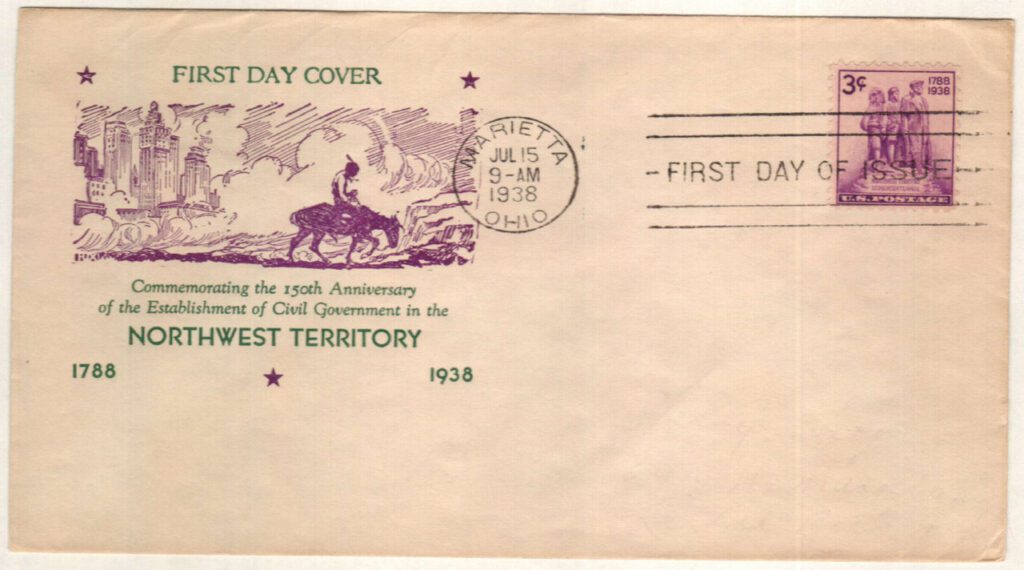 FIRST DAY COVER
Commemorating the 150th Anniversary
of the Establishment of Civil Government in the
NORTHWEST TERRITORY
1788 1938
MARIETTA
JUL 15
9-AM
1938
OHIO
FIRST DAY OF ISSUE
3¢ 1788
1938
U.S. POSTAGE